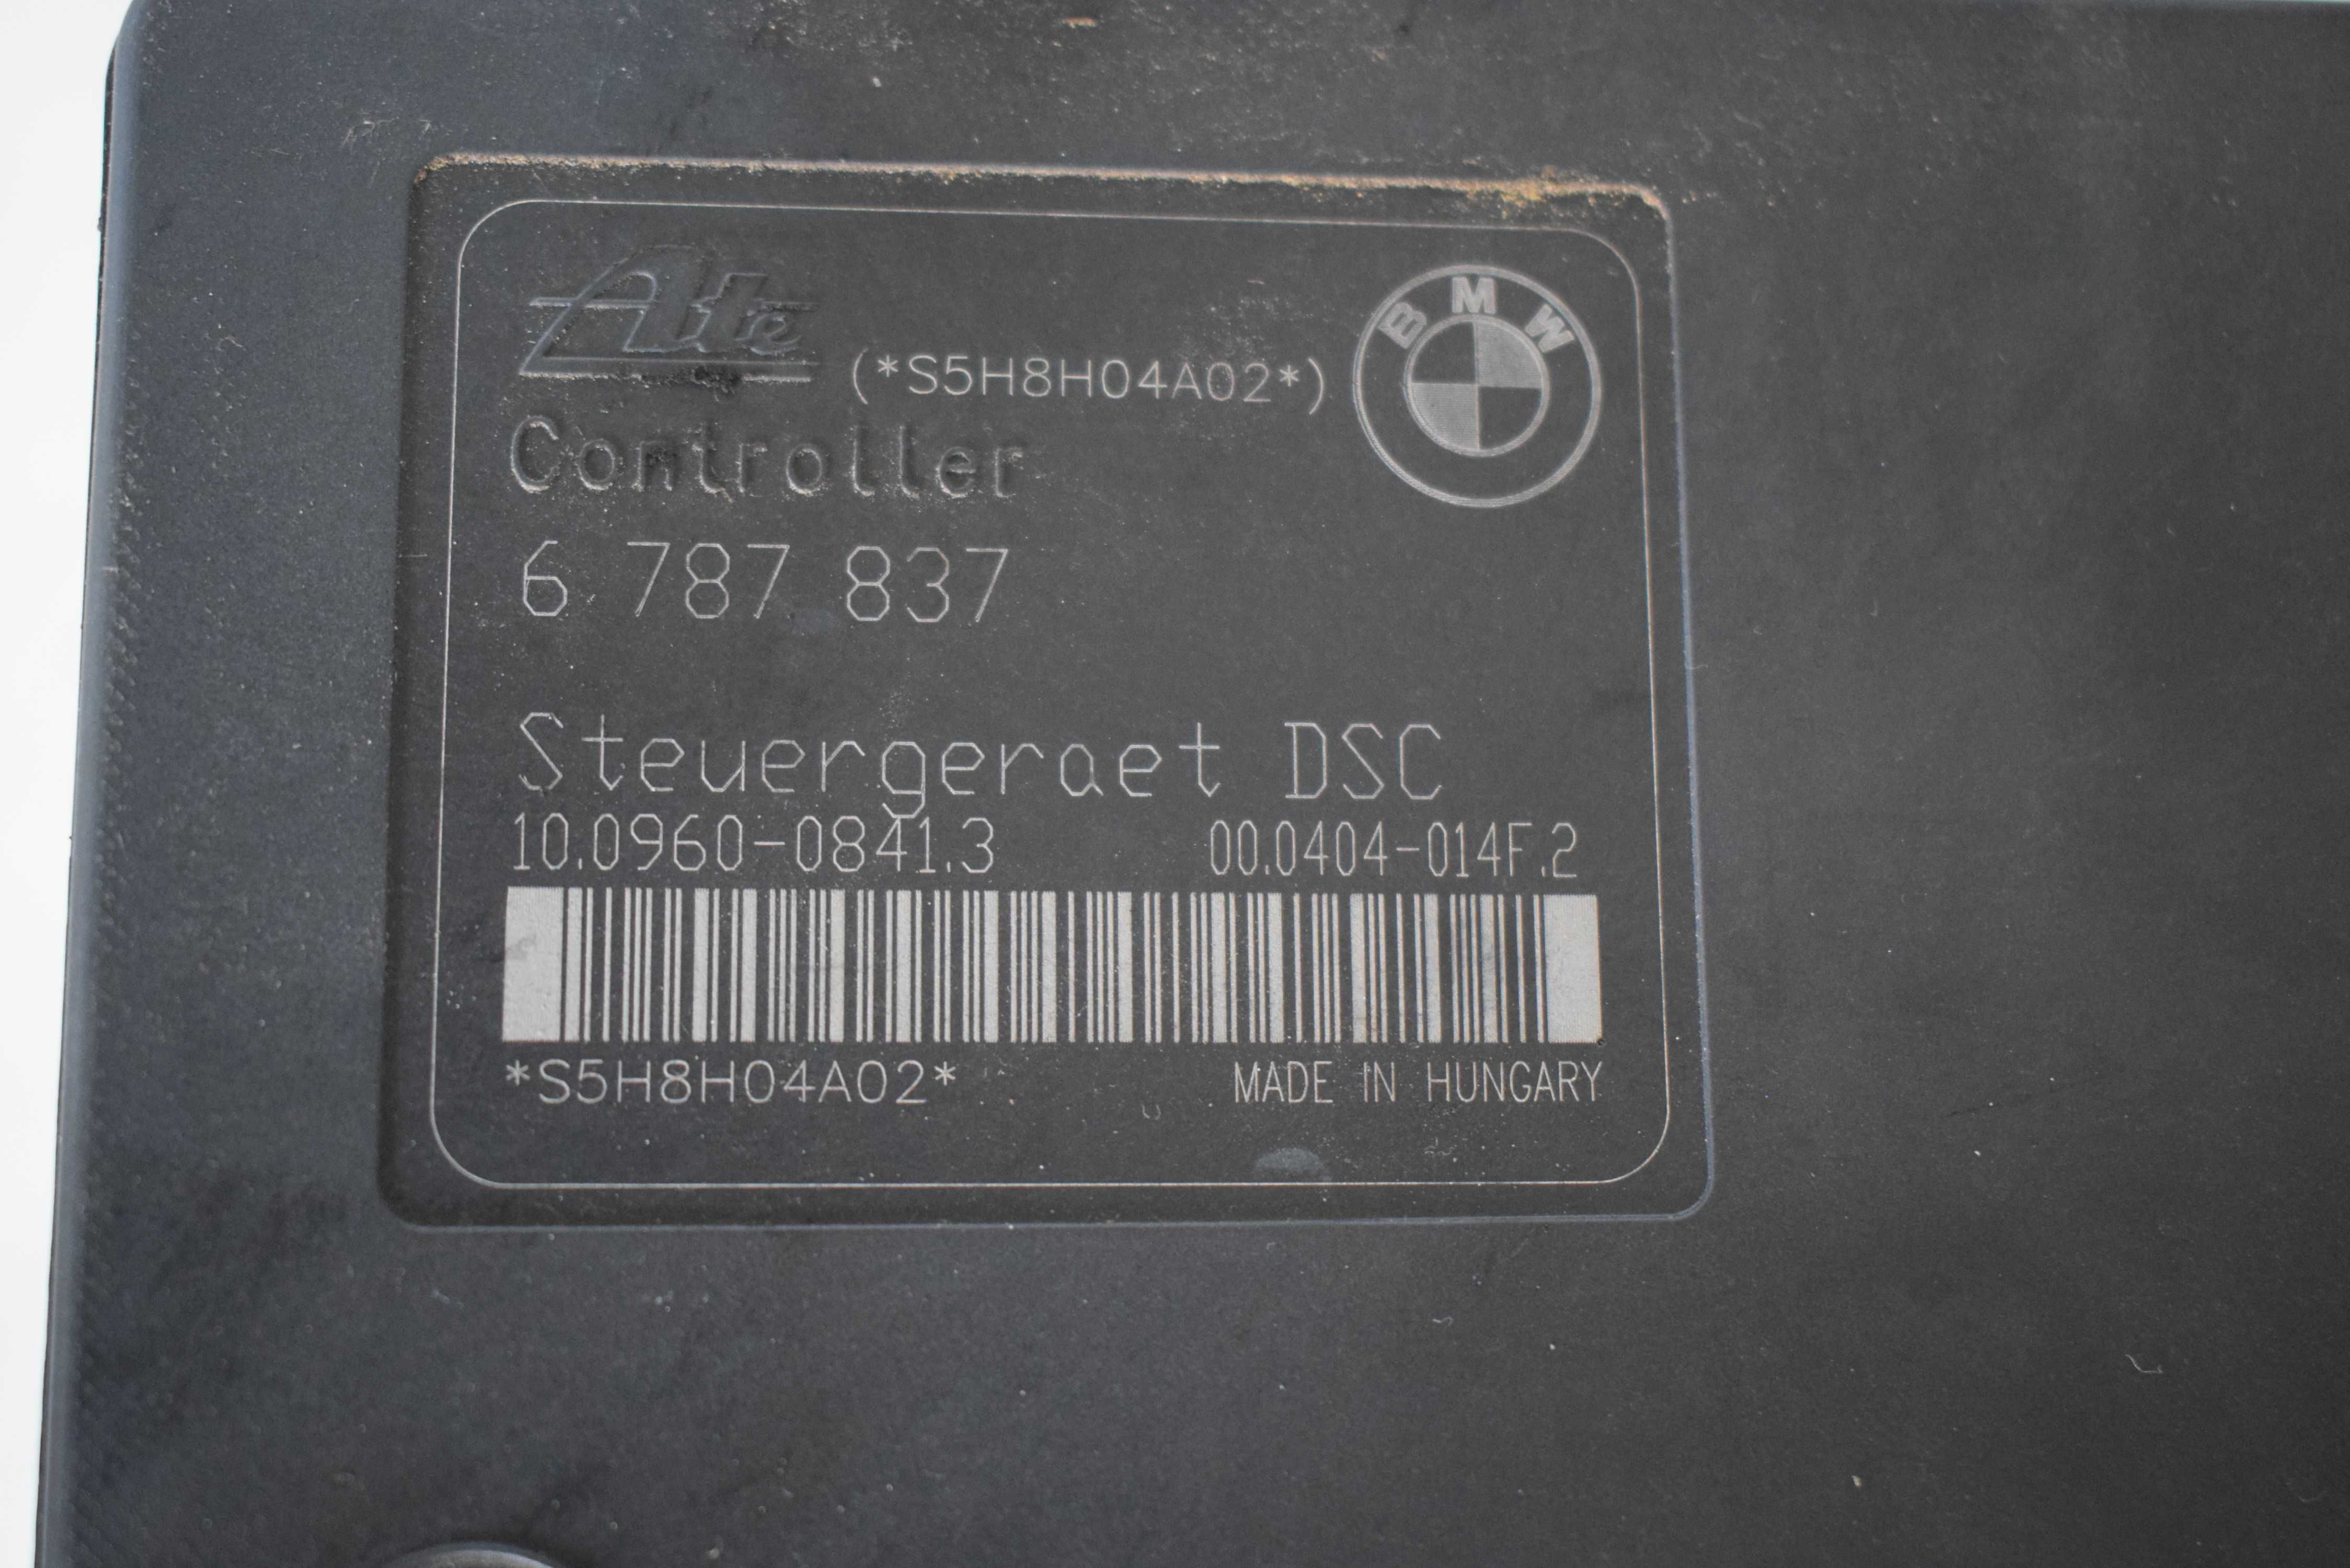 Ate (*S5H8H04A02*) BMW
Controller
6 787 837
Steuergeraet DSC
10.0960-0841.3 00.0404-014F.2
*S5H8H04A02* MADE IN HUNGARY